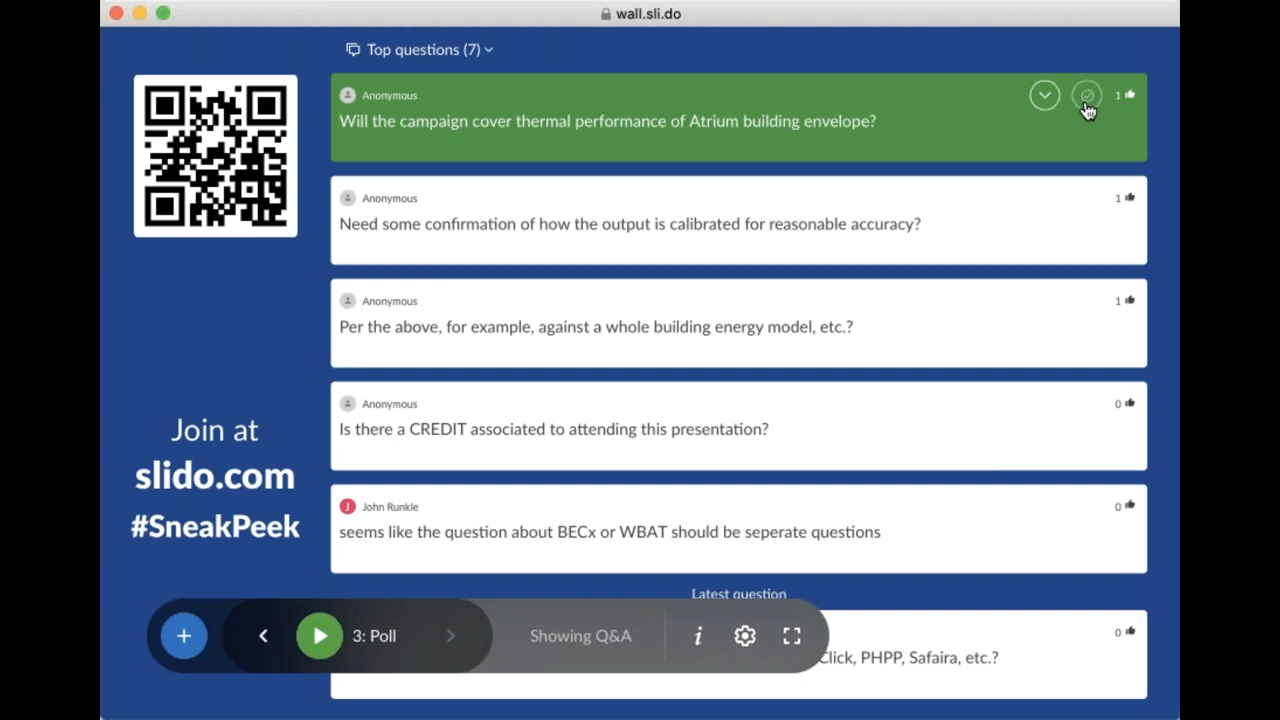 wall.sli.do
Top questions (7)
Anonymous
1
Will the campaign cover thermal performance of Atrium building envelope?
Anonymous
1
Need some confirmation of how the output is calibrated for reasonable accuracy?
Anonymous
1
Per the above, for example, against a whole building energy model, etc.?
Anonymous
0
Is there a CREDIT associated to attending this presentation?
J John Runkle
0
seems like the question about BECx or WBAT should be seperate questions
Join at
slido.com
#SneakPeek
Latest question
0
Click, PHPP, Safaira, etc.?
3: Poll
Showing Q&A